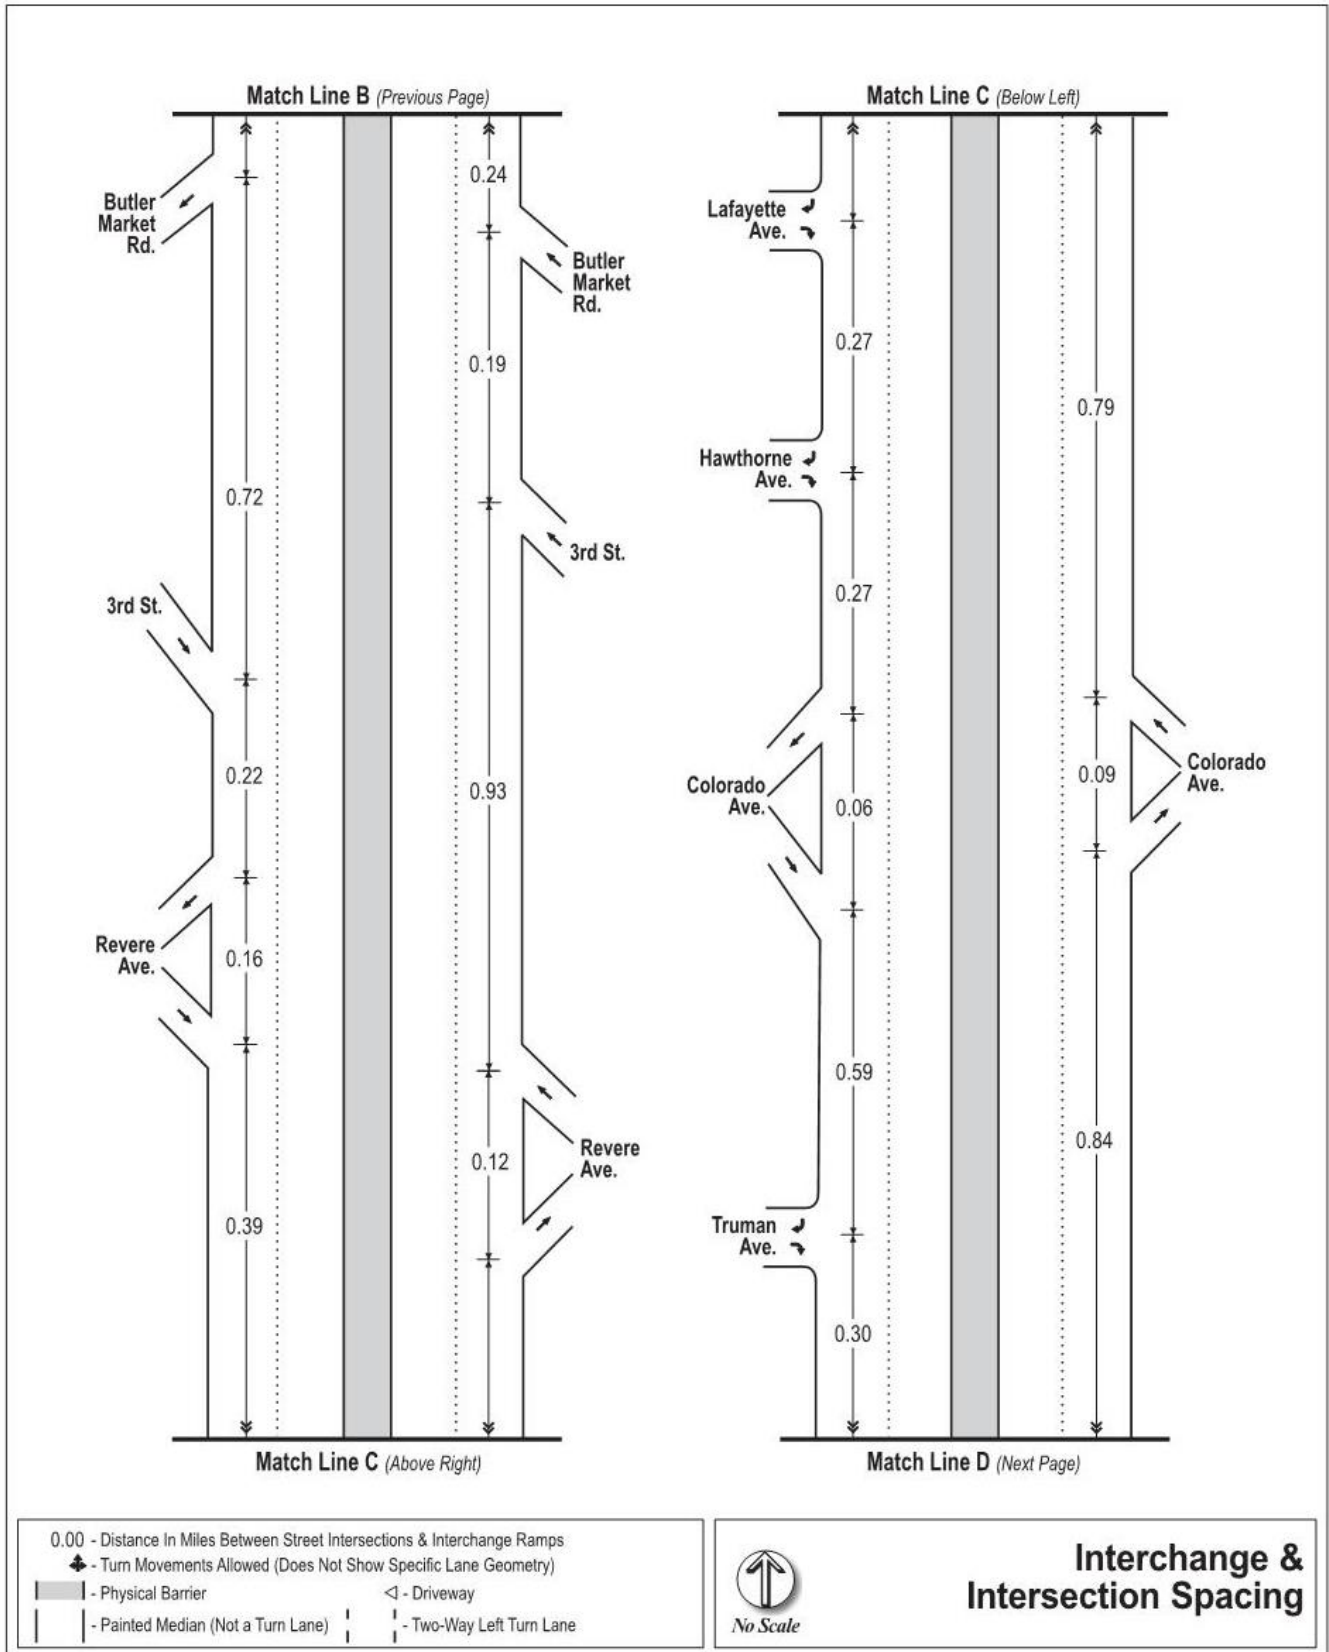 Match Line B (Previous Page)
Butler
Market
Rd.
0.72
3rd St.
0.22
Revere
Ave.
0.16
0.39
0.24
Butler
Market
Rd.
0.19
3rd St.
0.93
Revere
Ave.
0.12
Match Line C (Above Right)
Match Line C (Below Left)
Lafayette
Ave.
0.27
Hawthorne
Ave.
0.27
Colorado
Ave.
0.06
0.59
Truman
Ave.
0.30
0.79
Colorado
Ave.
0.09
0.84
Match Line D (Next Page)
0.00 - Distance In Miles Between Street Intersections & Interchange Ramps
- Turn Movements Allowed (Does Not Show Specific Lane Geometry)
- Physical Barrier
- Driveway
- Painted Median (Not a Turn Lane)
- Two-Way Left Turn Lane
No Scale
Interchange &
Intersection Spacing